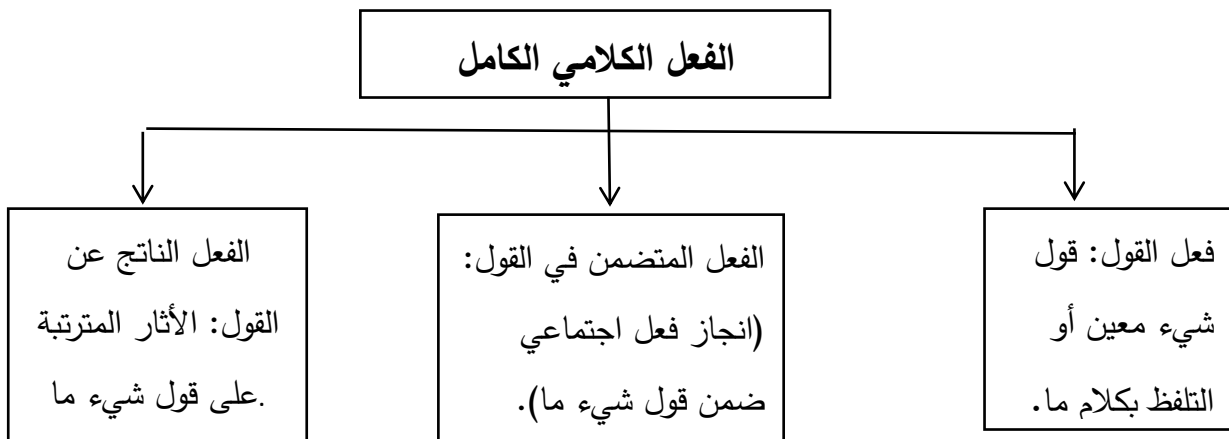 الفعل الكلامي الكامل
فعل القول: قول
شيء معين أو
التلفظ بكلام ما.
الفعل المتضمن في القول:
(انجاز فعل اجتماعي
ضمن قول شيء ما).
الفعل الناتج عن
القول: الأثار المترتبة
على قول شيء ما.